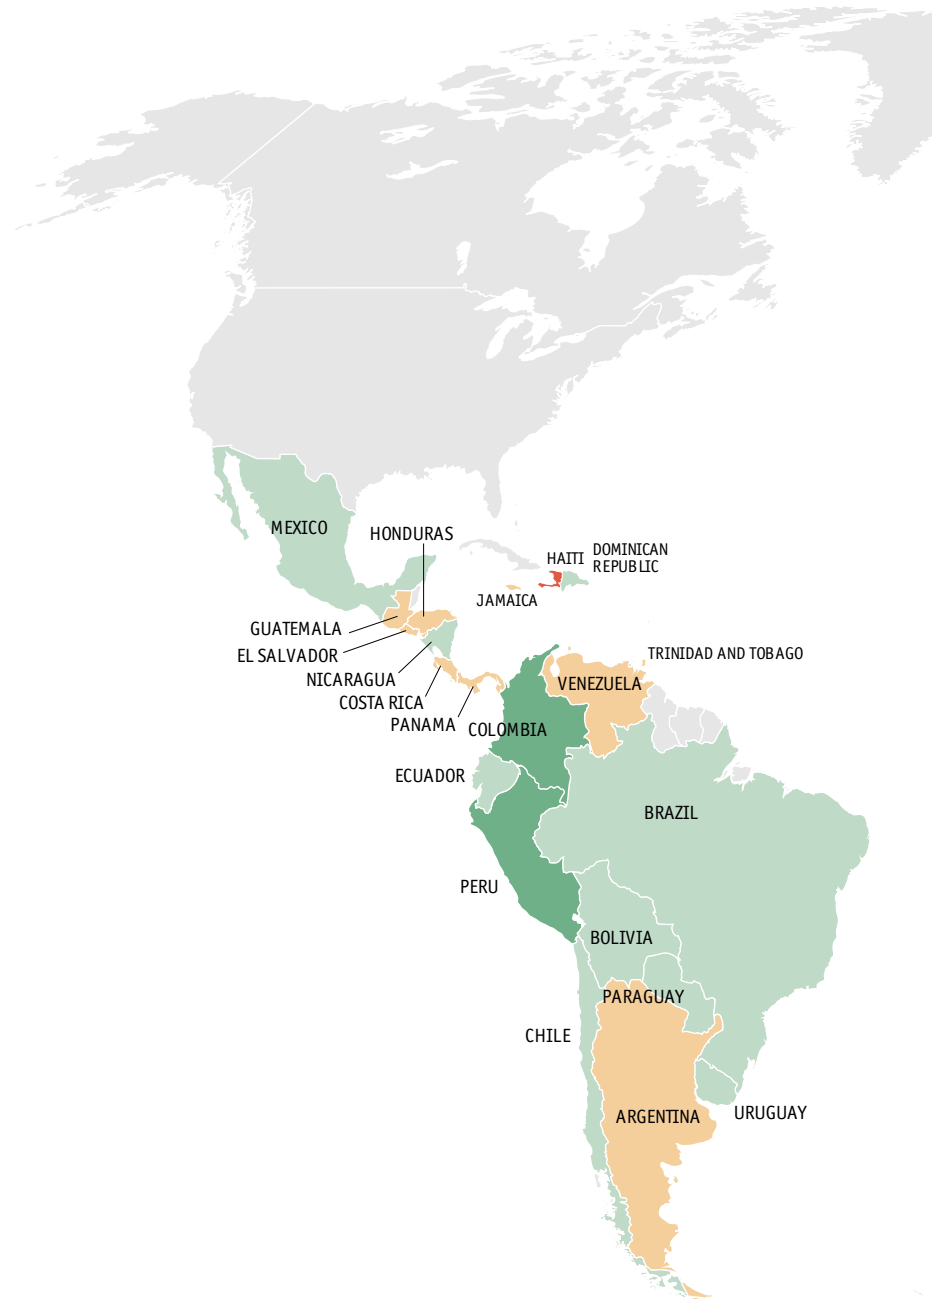 MEXICO
HONDURAS
HAITI
DOMINICAN
REPUBLIC
JAMAICA
GUATEMALA
EL SALVADOR
NICARAGUA
COSTA RICA
PANAMA
TRINIDAD AND TOBAGO
VENEZUELA
COLOMBIA
ECUADOR
BRAZIL
PERU
BOLIVIA
PARAGUAY
CHILE
ARGENTINA
URUGUAY